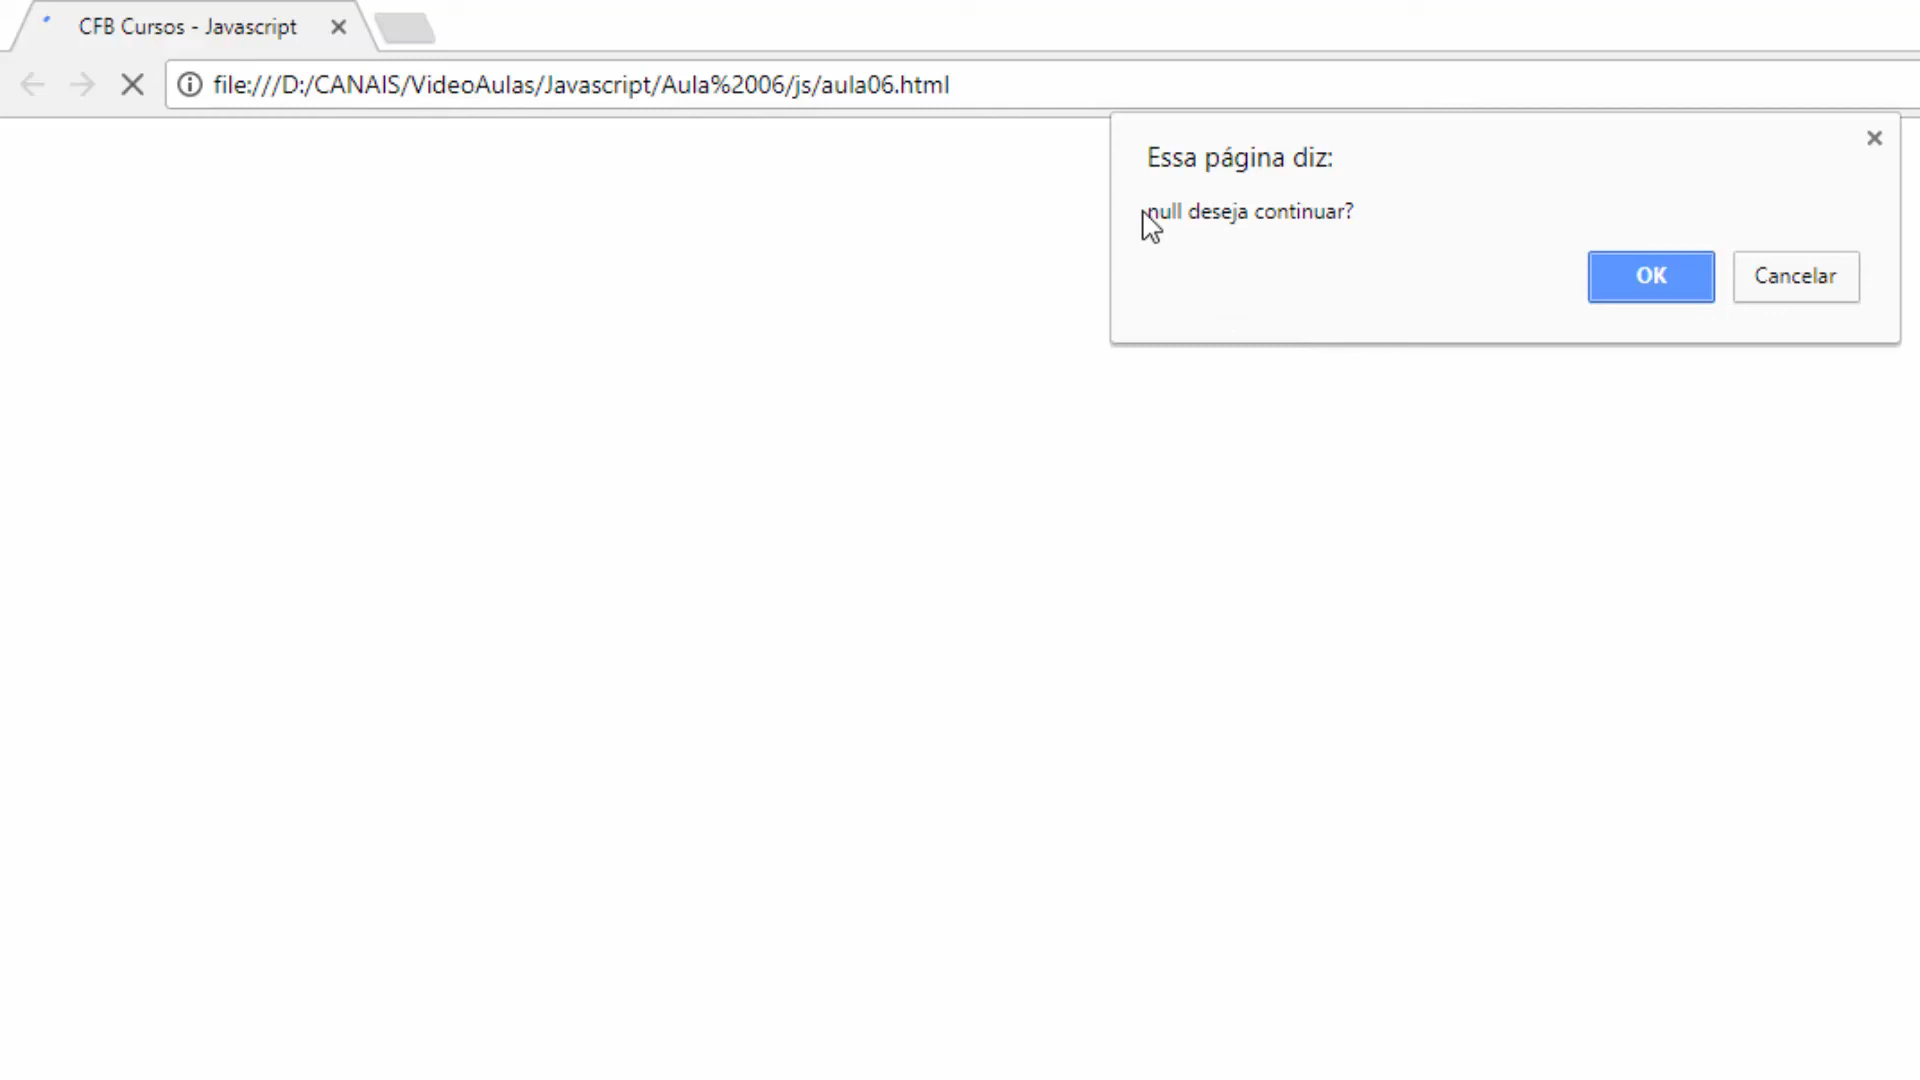 CFB Cursos - Javascript
file:///D:/CANAIS/VideoAulas/Javascript/Aula%2006/js/aula06.html
Essa página diz:
null deseja continuar?
OK Cancelar